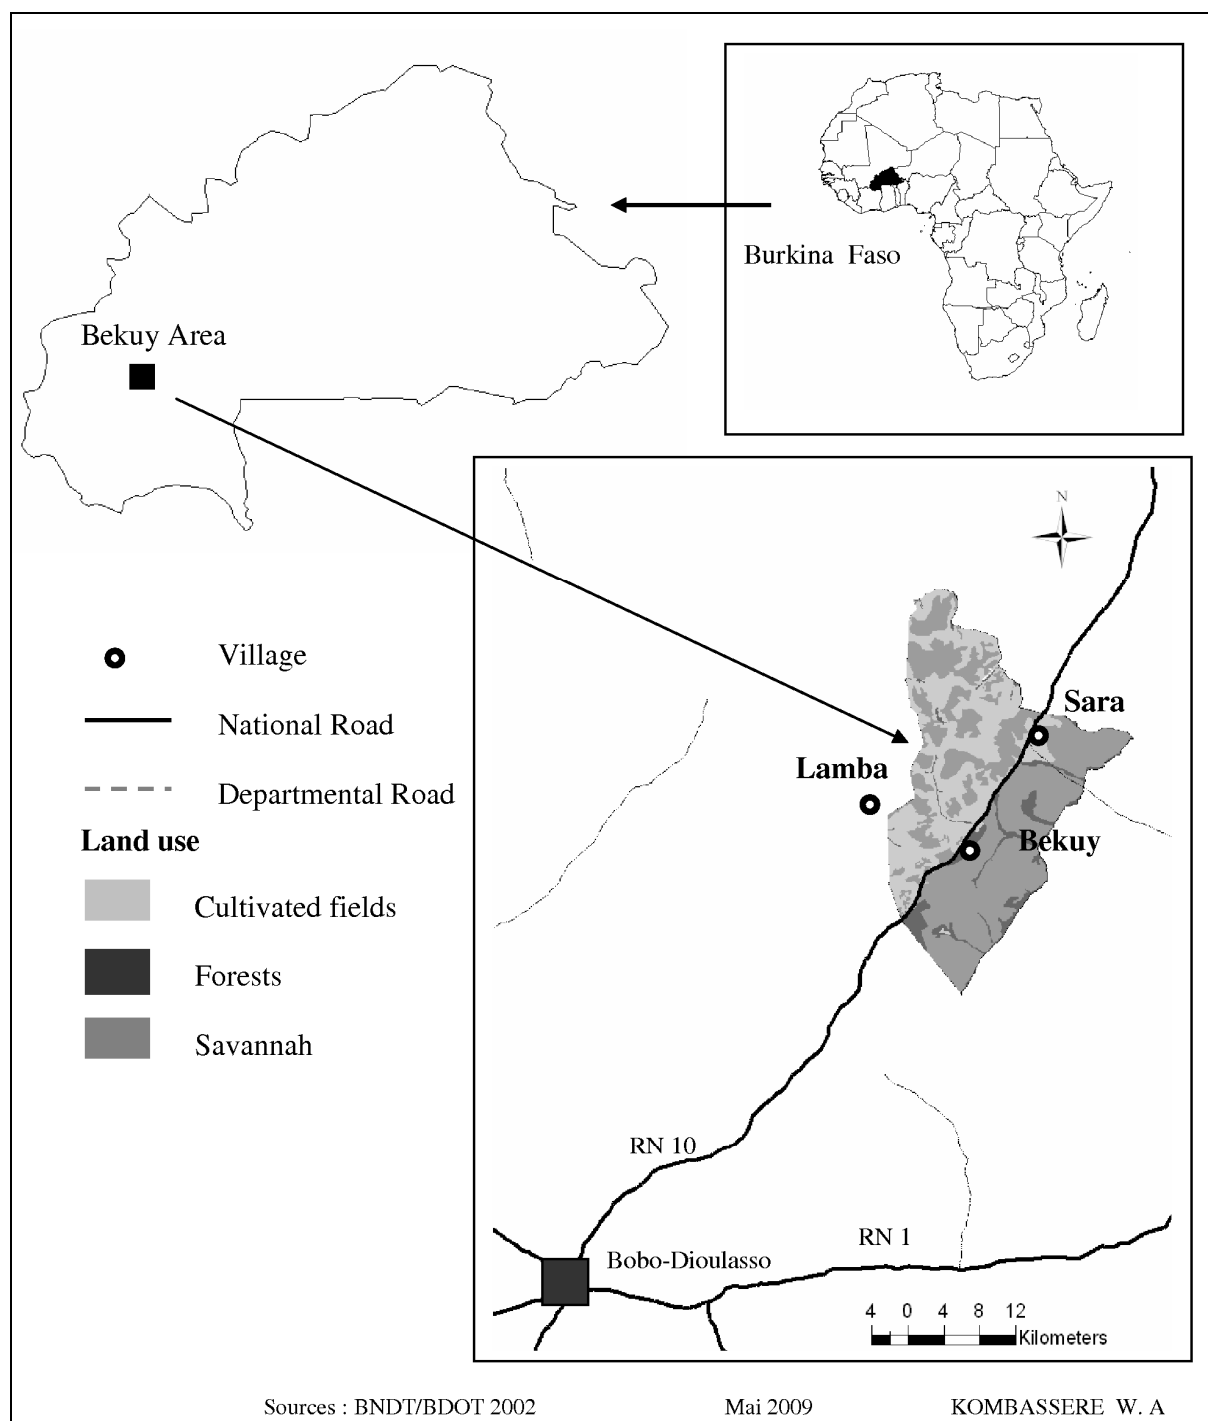 Burkina Faso
Bekuy Area
N
Village
National Road
Departmental Road
Land use
Cultivated fields
Forests
Savannah
Sara
Lamba
Bekuy
RN 10
RN 1
Bobo-Dioulasso
4 0 4 8 12
Kilometers
Sources : BNDT/BDOT 2002 Mai 2009 KOMBASSERE W. A